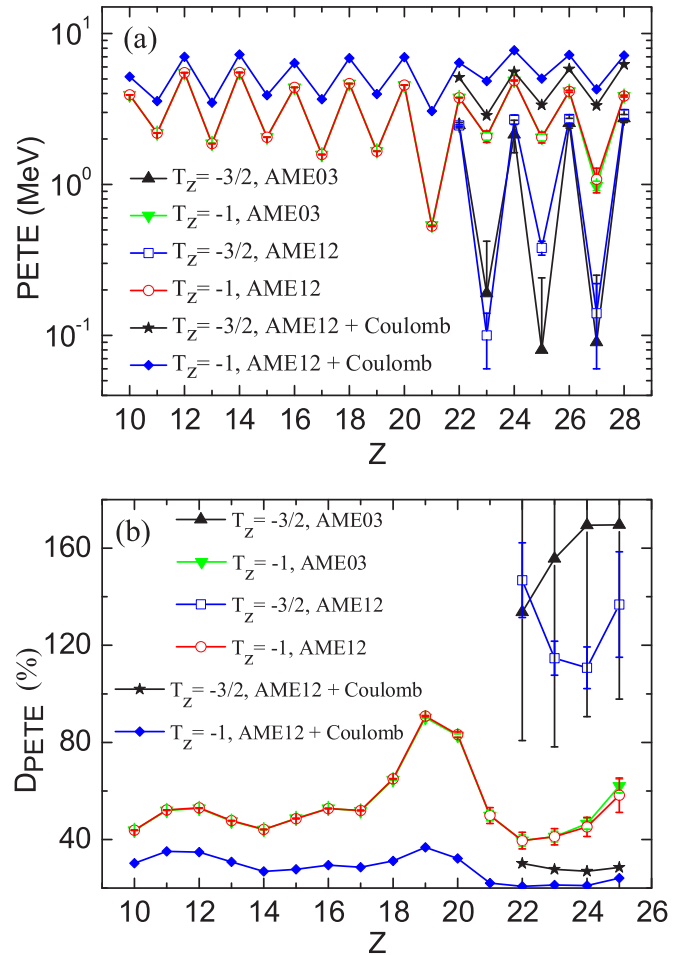 (a)
10¹
10⁰
10⁻¹
PETE (MeV)
T_z= -3/2, AME03
T_z= -1, AME03
T_z= -3/2, AME12
T_z= -1, AME12
T_z= -3/2, AME12 + Coulomb
T_z= -1, AME12 + Coulomb
10 12 14 16 18 20 22 24 26 28
Z
(b)
160
120
80
40
D_PETE (%)
T_z= -3/2, AME03
T_z= -1, AME03
T_z= -3/2, AME12
T_z= -1, AME12
T_z= -3/2, AME12 + Coulomb
T_z= -1, AME12 + Coulomb
10 12 14 16 18 20 22 24 26
Z